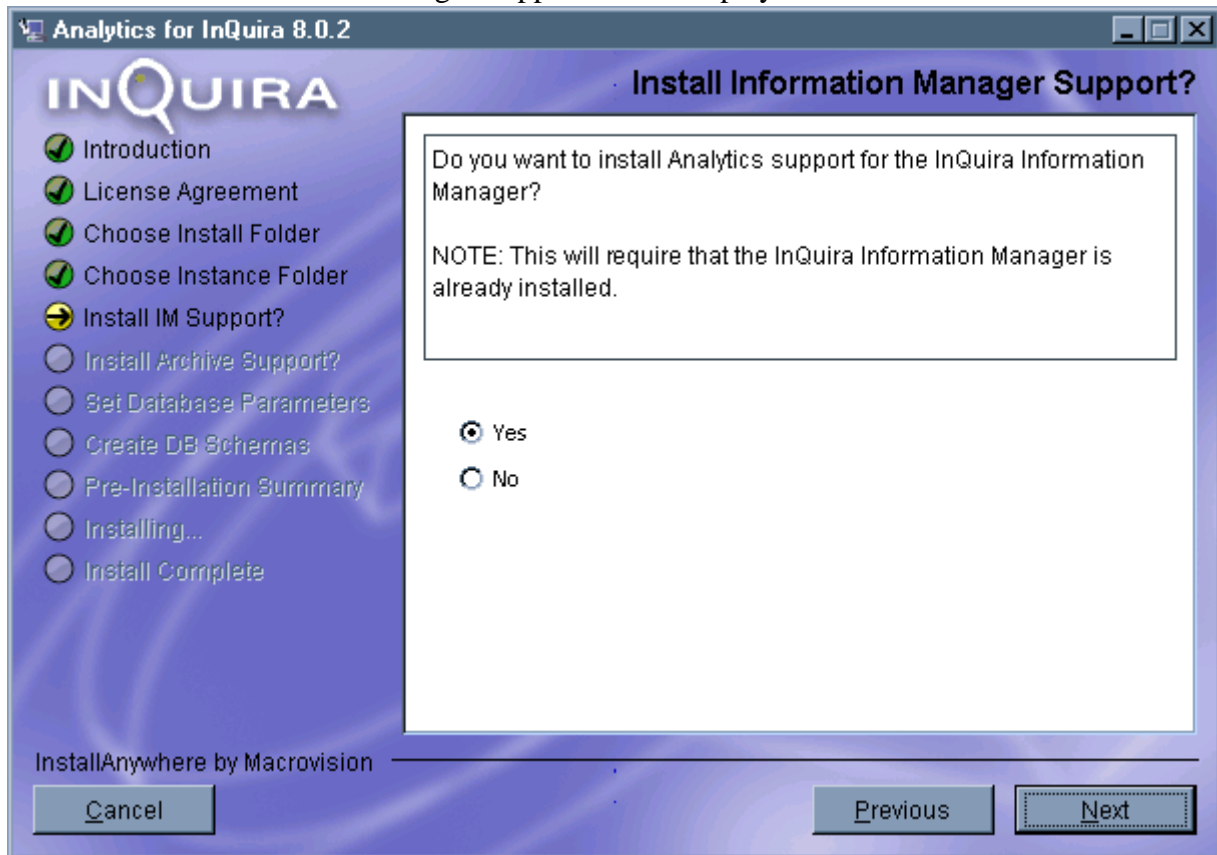 Analytics for InQuira 8.0.2
INQUIRA
Install Information Manager Support?
Introduction
License Agreement
Choose Install Folder
Choose Instance Folder
Install IM Support?
Install Archive Support?
Set Database Parameters
Create DB Schemas
Pre-Installation Summary
Installing...
Install Complete
Do you want to install Analytics support for the InQuira Information
Manager?
NOTE: This will require that the InQuira Information Manager is
already installed.
Yes
No
InstallAnywhere by Macrovision
Cancel
Previous
Next